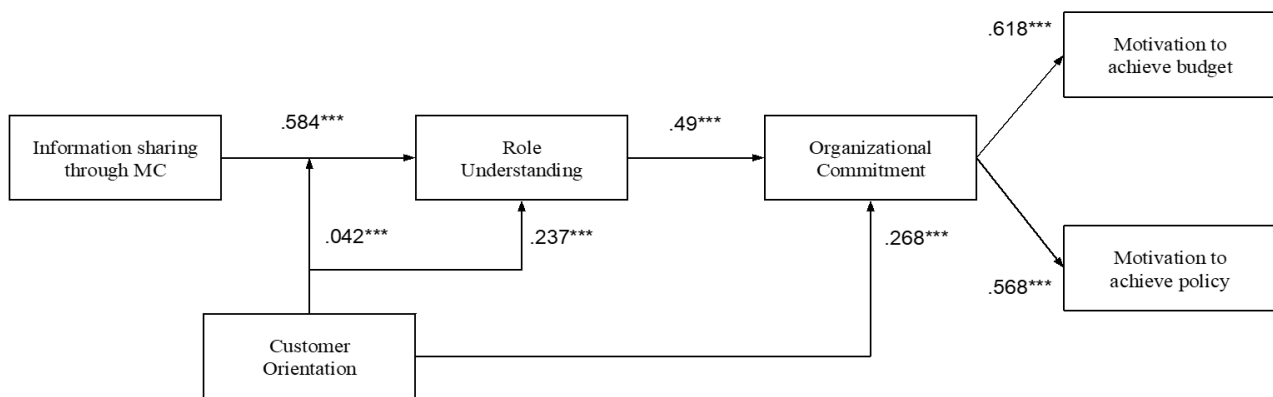 .618***
Motivation to
achieve budget
.584***
.49***
Information sharing
through MC
Role
Understanding
Organizational
Commitment
.042***
.237***
.268***
Motivation to
achieve policy
.568***
Customer
Orientation